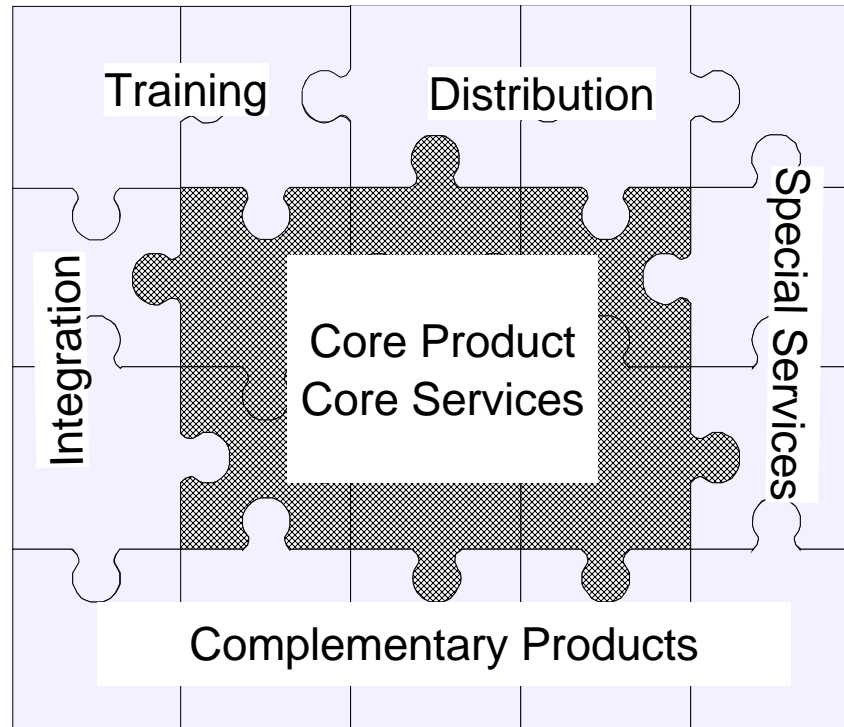 Training
Distribution
Integration
Core Product
Core Services
Special Services
Complementary Products